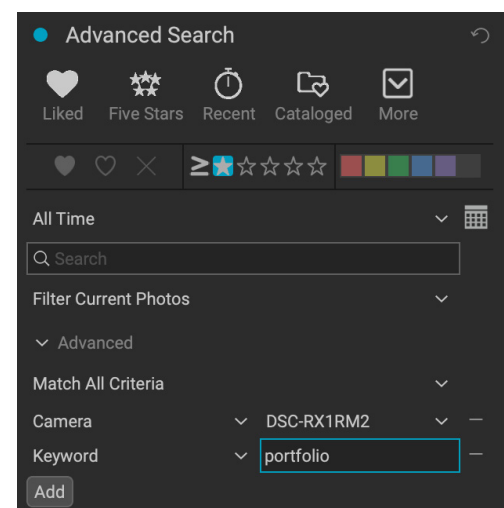 Advanced Search
Liked Five Stars Recent Cataloged More
≥
All Time
Search
Filter Current Photos
Advanced
Match All Criteria
Camera DSC-RX1RM2
Keyword portfolio
Add